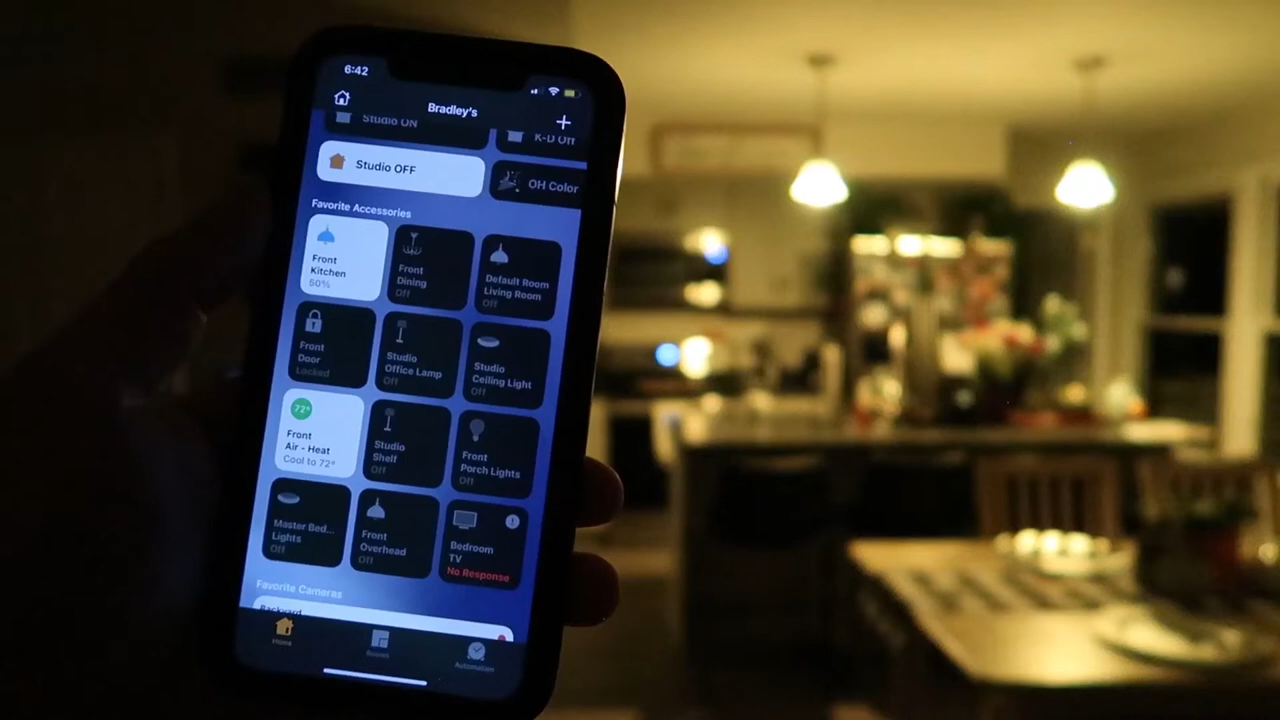 6:42
Bradley's
Studio ON
K-D Off
Studio OFF
OH Color
Favorite Accessories
Front
Kitchen
50%
Front
Dining
Off
Default Room
Living Room
Off
Front
Door
Locked
Studio
Office Lamp
Off
Studio
Ceiling Light
Off
72°
Front
Air - Heat
Cool to 72°
Studio
Shelf
Off
Front
Porch Lights
Off
Master Bed...
Lights
Off
Front
Overhead
Off
Bedroom
TV
No Response
Favorite Cameras
Backyard
Home
Rooms
Automation